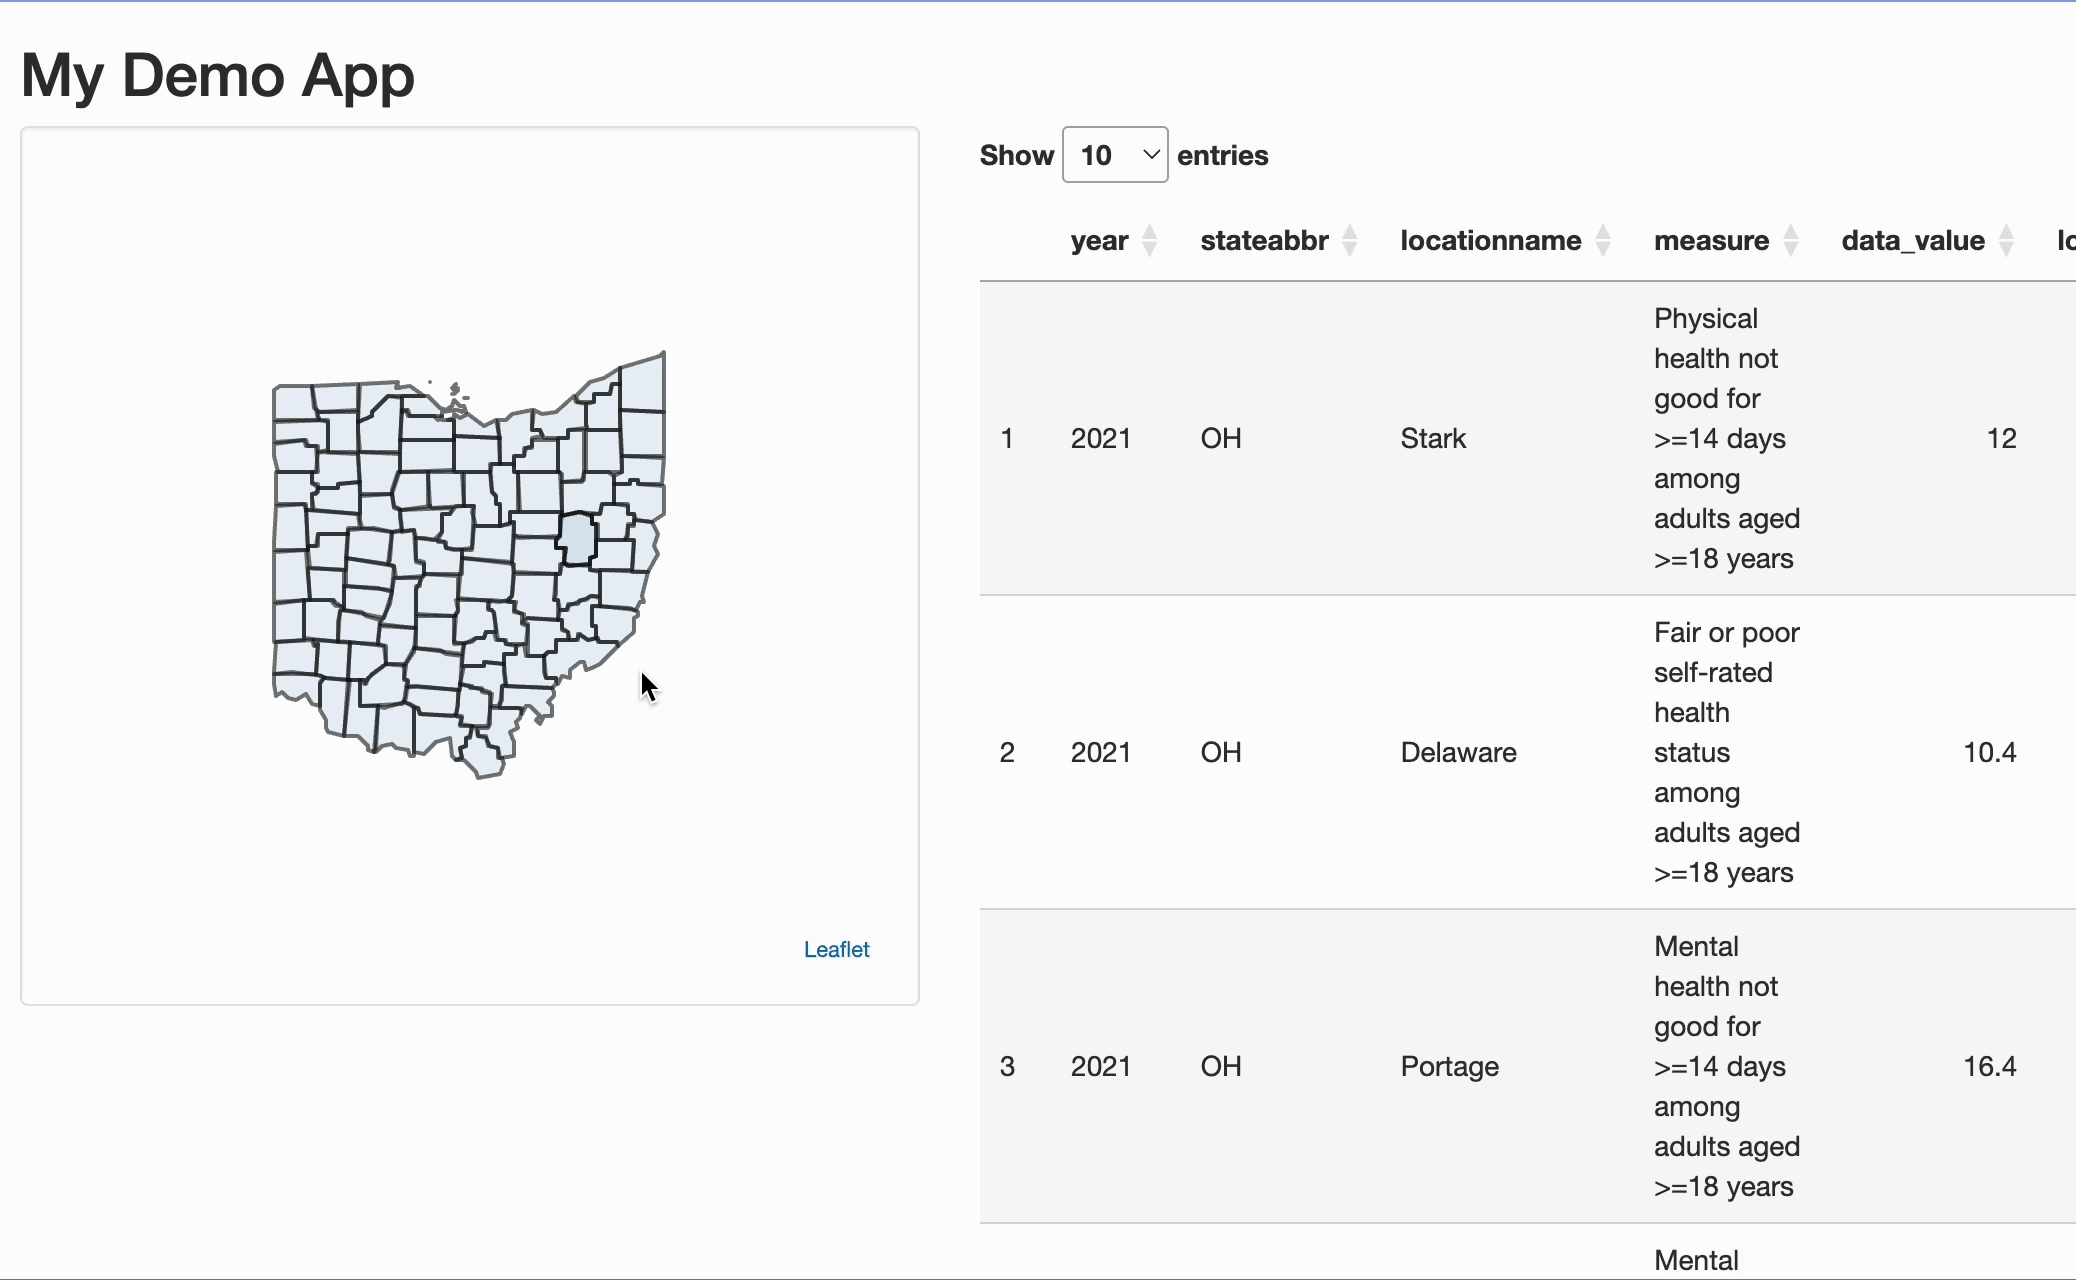 My Demo App
Show 10 entries
year stateabbr locationname measure data_value lo
Physical
health not
good for
1 2021 OH Stark >=14 days 12
among
adults aged
>=18 years
Fair or poor
self-rated
health
2 2021 OH Delaware status 10.4
among
adults aged
>=18 years
Leaflet
Mental
health not
good for
3 2021 OH Portage >=14 days 16.4
among
adults aged
>=18 years
Mental